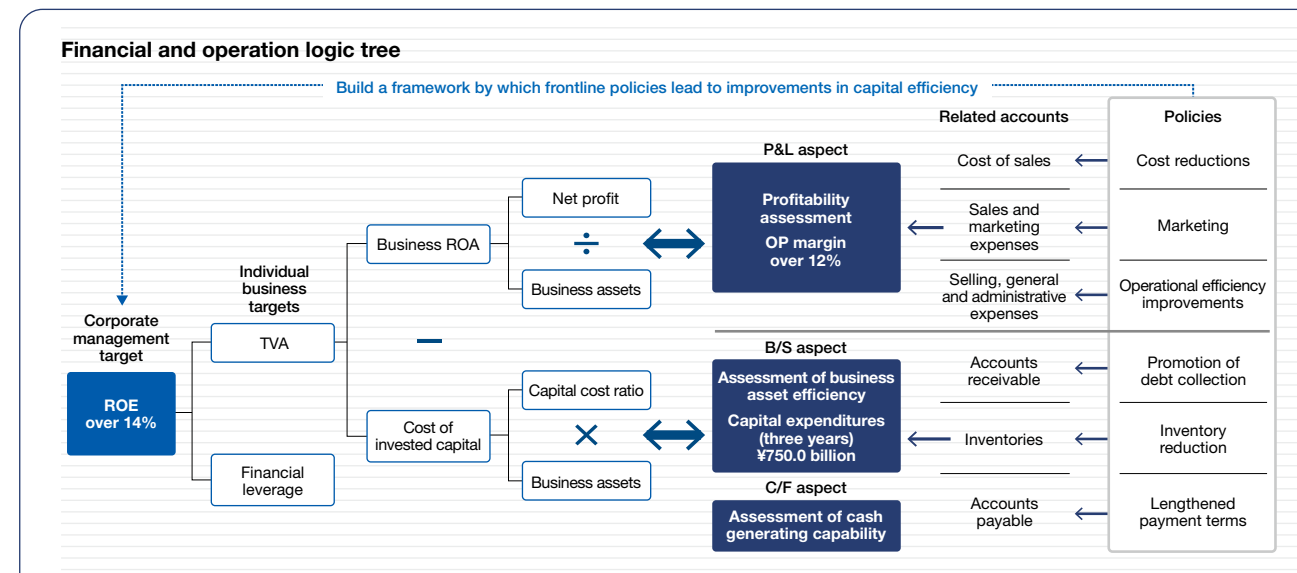 Financial and operation logic tree
Build a framework by which frontline policies lead to improvements in capital efficiency
Related accounts
Policies
P&L aspect
Cost of sales
Cost reductions
Net profit
Profitability
assessment
OP margin
over 12%
Sales and
marketing
expenses
Marketing
Business ROA
÷
Individual
business
targets
Business assets
Selling, general
and administrative
expenses
Operational efficiency
improvements
Corporate
management
target
TVA
−
B/S aspect
ROE
over 14%
Capital cost ratio
Assessment of business
asset efficiency
Capital expenditures
(three years)
¥750.0 billion
Accounts
receivable
Promotion of
debt collection
Cost of
invested capital
×
Inventories
Inventory
reduction
Financial
leverage
Business assets
C/F aspect
Assessment of cash
generating capability
Accounts
payable
Lengthened
payment terms